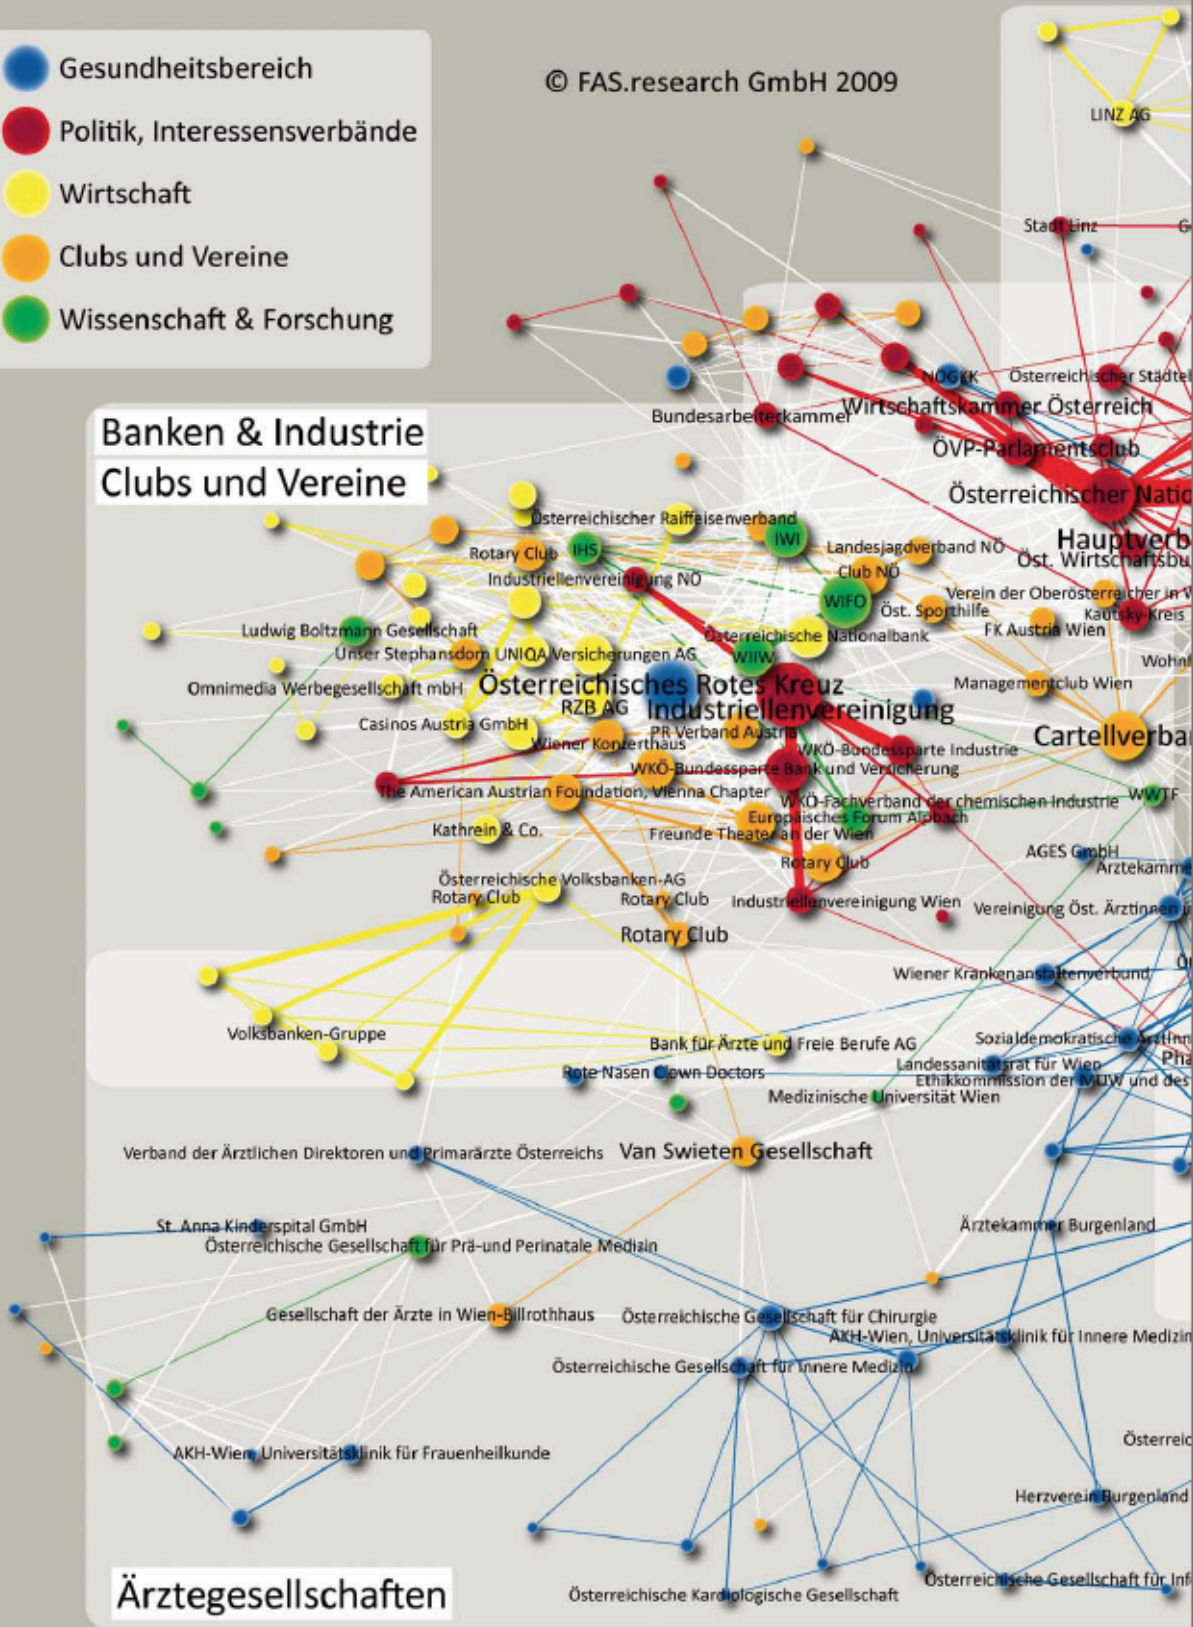 Gesundheitsbereich
© FAS.research GmbH 2009
Politik, Interessensverbände
Wirtschaft
Clubs und Vereine
Wissenschaft & Forschung
LINZ AG
Stadt Linz
NÖGKK
Österreichischer Städte
Bundesarbeiterkammer
Wirtschaftskammer Österreich
Banken & Industrie
Clubs und Vereine
ÖVP-Parlamentsclub
Österreichischer Natio
Österreichischer Raiffeisenverband
IWI
Hauptverb
Rotary Club
IHS
Landesjagdverband NÖ
Öst. Wirtschaftsbu
Industriellenvereinigung NÖ
Club NÖ
Verein der Oberösterreicher in
WIFO
Öst. Sporthilfe
Kautsky-Kreis
FK Austria Wien
Ludwig Boltzmann Gesellschaft
Österreichische Nationalbank
Unser Stephansdom
UNIQA Versicherungen AG
WIIW
Wohn
Omnimedia Werbegesellschaft mbH
Österreichisches Rotes Kreuz
Managementclub Wien
RZB AG
Industriellenvereinigung
Casinos Austria GmbH
PR Verband Austria
Cartellverba
Wiener Konzerthaus
WKÖ-Bundessparte Industrie
WKÖ-Bundessparte Bank und Versicherung
The American Austrian Foundation, Vienna Chapter
WKÖ-Fachverband der chemischen Industrie
WWTF
Europäisches Forum Alpbach
Kathrein & Co.
Freunde Theater an der Wien
AGES GmbH
Rotary Club
Ärztekamme
Österreichische Volksbanken-AG
Rotary Club
Rotary Club
Industriellenvereinigung Wien
Vereinigung Öst. Ärztinnen
Rotary Club
Wiener Krankenanstaltenverbund
Volksbanken-Gruppe
Bank für Ärzte und Freie Berufe AG
Sozialdemokratische ÄrztInn
Pha
Landessanitätsrat für Wien
Rote Nasen Clown Doctors
Ethikkommission der MUW und des
Medizinische Universität Wien
Verband der Ärztlichen Direktoren und Primarärzte Österreichs
Van Swieten Gesellschaft
St. Anna Kinderspital GmbH
Ärztekammer Burgenland
Österreichische Gesellschaft für Prä-und Perinatale Medizin
Gesellschaft der Ärzte in Wien-Billrothhaus
Österreichische Gesellschaft für Chirurgie
AKH-Wien, Universitätsklinik für Innere Medizin
Österreichische Gesellschaft für Innere Medizin
AKH-Wien, Universitätsklinik für Frauenheilkunde
Österreic
Herzverein Burgenland
Österreichische Gesellschaft für Inf
Österreichische Kardiologische Gesellschaft
Ärztegesellschaften